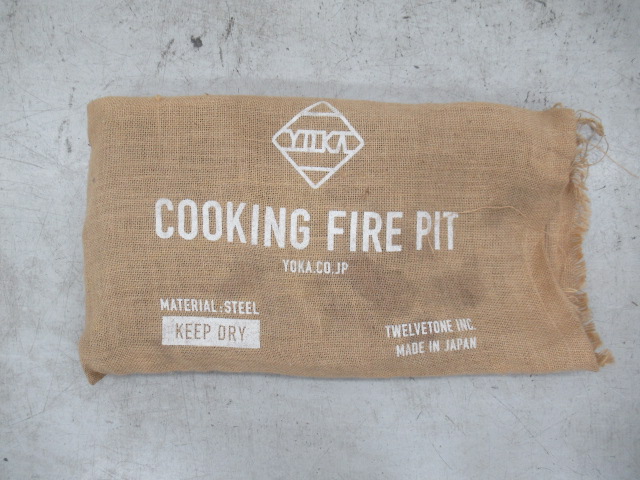 YOKA
COOKING FIRE PIT
YOKA.CO.JP
MATERIAL:STEEL
KEEP DRY
TWELVETONE INC.
MADE IN JAPAN